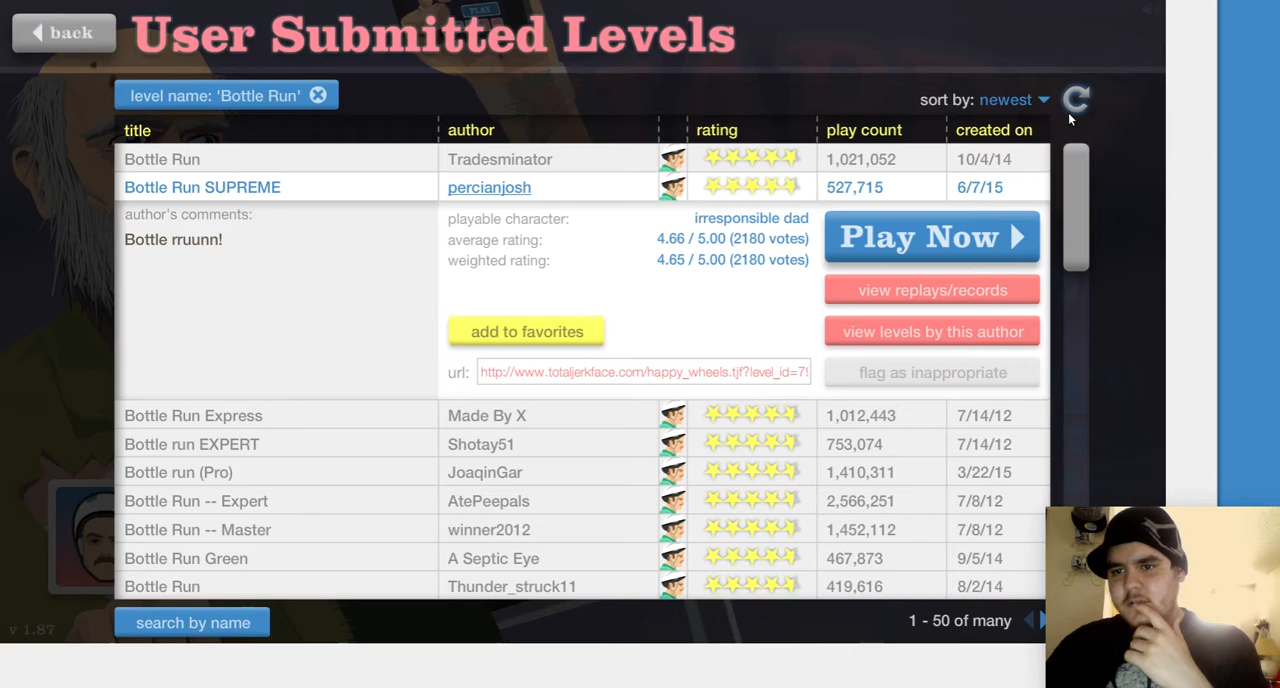 back
User Submitted Levels
level name: 'Bottle Run'
sort by: newest
title author rating play count created on
Bottle Run Tradesminator 1,021,052 10/4/14
Bottle Run SUPREME percianjosh 527,715 6/7/15
author's comments:
Bottle rruunn!
playable character: irresponsible dad
average rating: 4.66 / 5.00 (2180 votes)
weighted rating: 4.65 / 5.00 (2180 votes)
Play Now
view replays/records
add to favorites
view levels by this author
url: http://www.totaljerkface.com/happy_wheels.tjf?level_id=79
flag as inappropriate
Bottle Run Express Made By X 1,012,443 7/14/12
Bottle run EXPERT Shotay51 753,074 7/14/12
Bottle run (Pro) JoaqinGar 1,410,311 3/22/15
Bottle Run -- Expert AtePeepals 2,566,251 7/8/12
Bottle Run -- Master winner2012 1,452,112 7/8/12
Bottle Run Green A Septic Eye 467,873 9/5/14
Bottle Run Thunder_struck11 419,616 8/2/14
search by name
1 - 50 of many
v 1.87